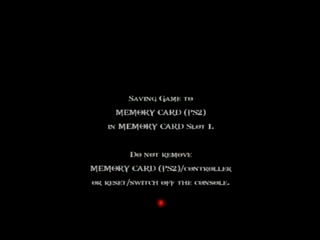 Saving Game to
MEMORY CARD (PS2)
in MEMORY CARD Slot 1.
Do not remove
MEMORY CARD (PS2)/controller
or reset/switch off the console.